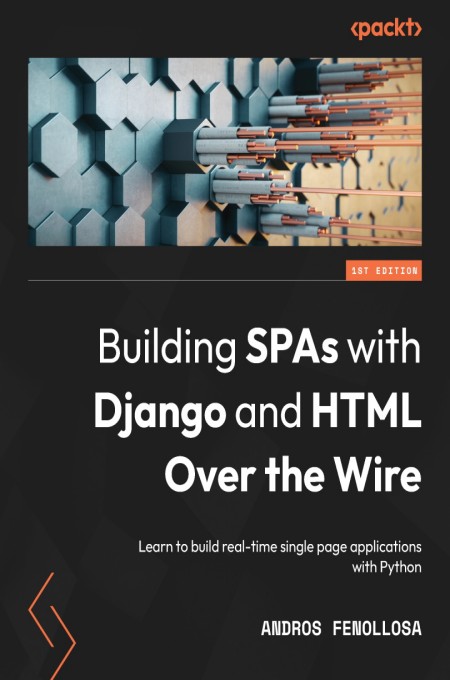 <packt>
1ST EDITION
Building SPAs with
Django and HTML
Over the Wire
Learn to build real-time single page applications
with Python
ANDROS FENOLLOSA